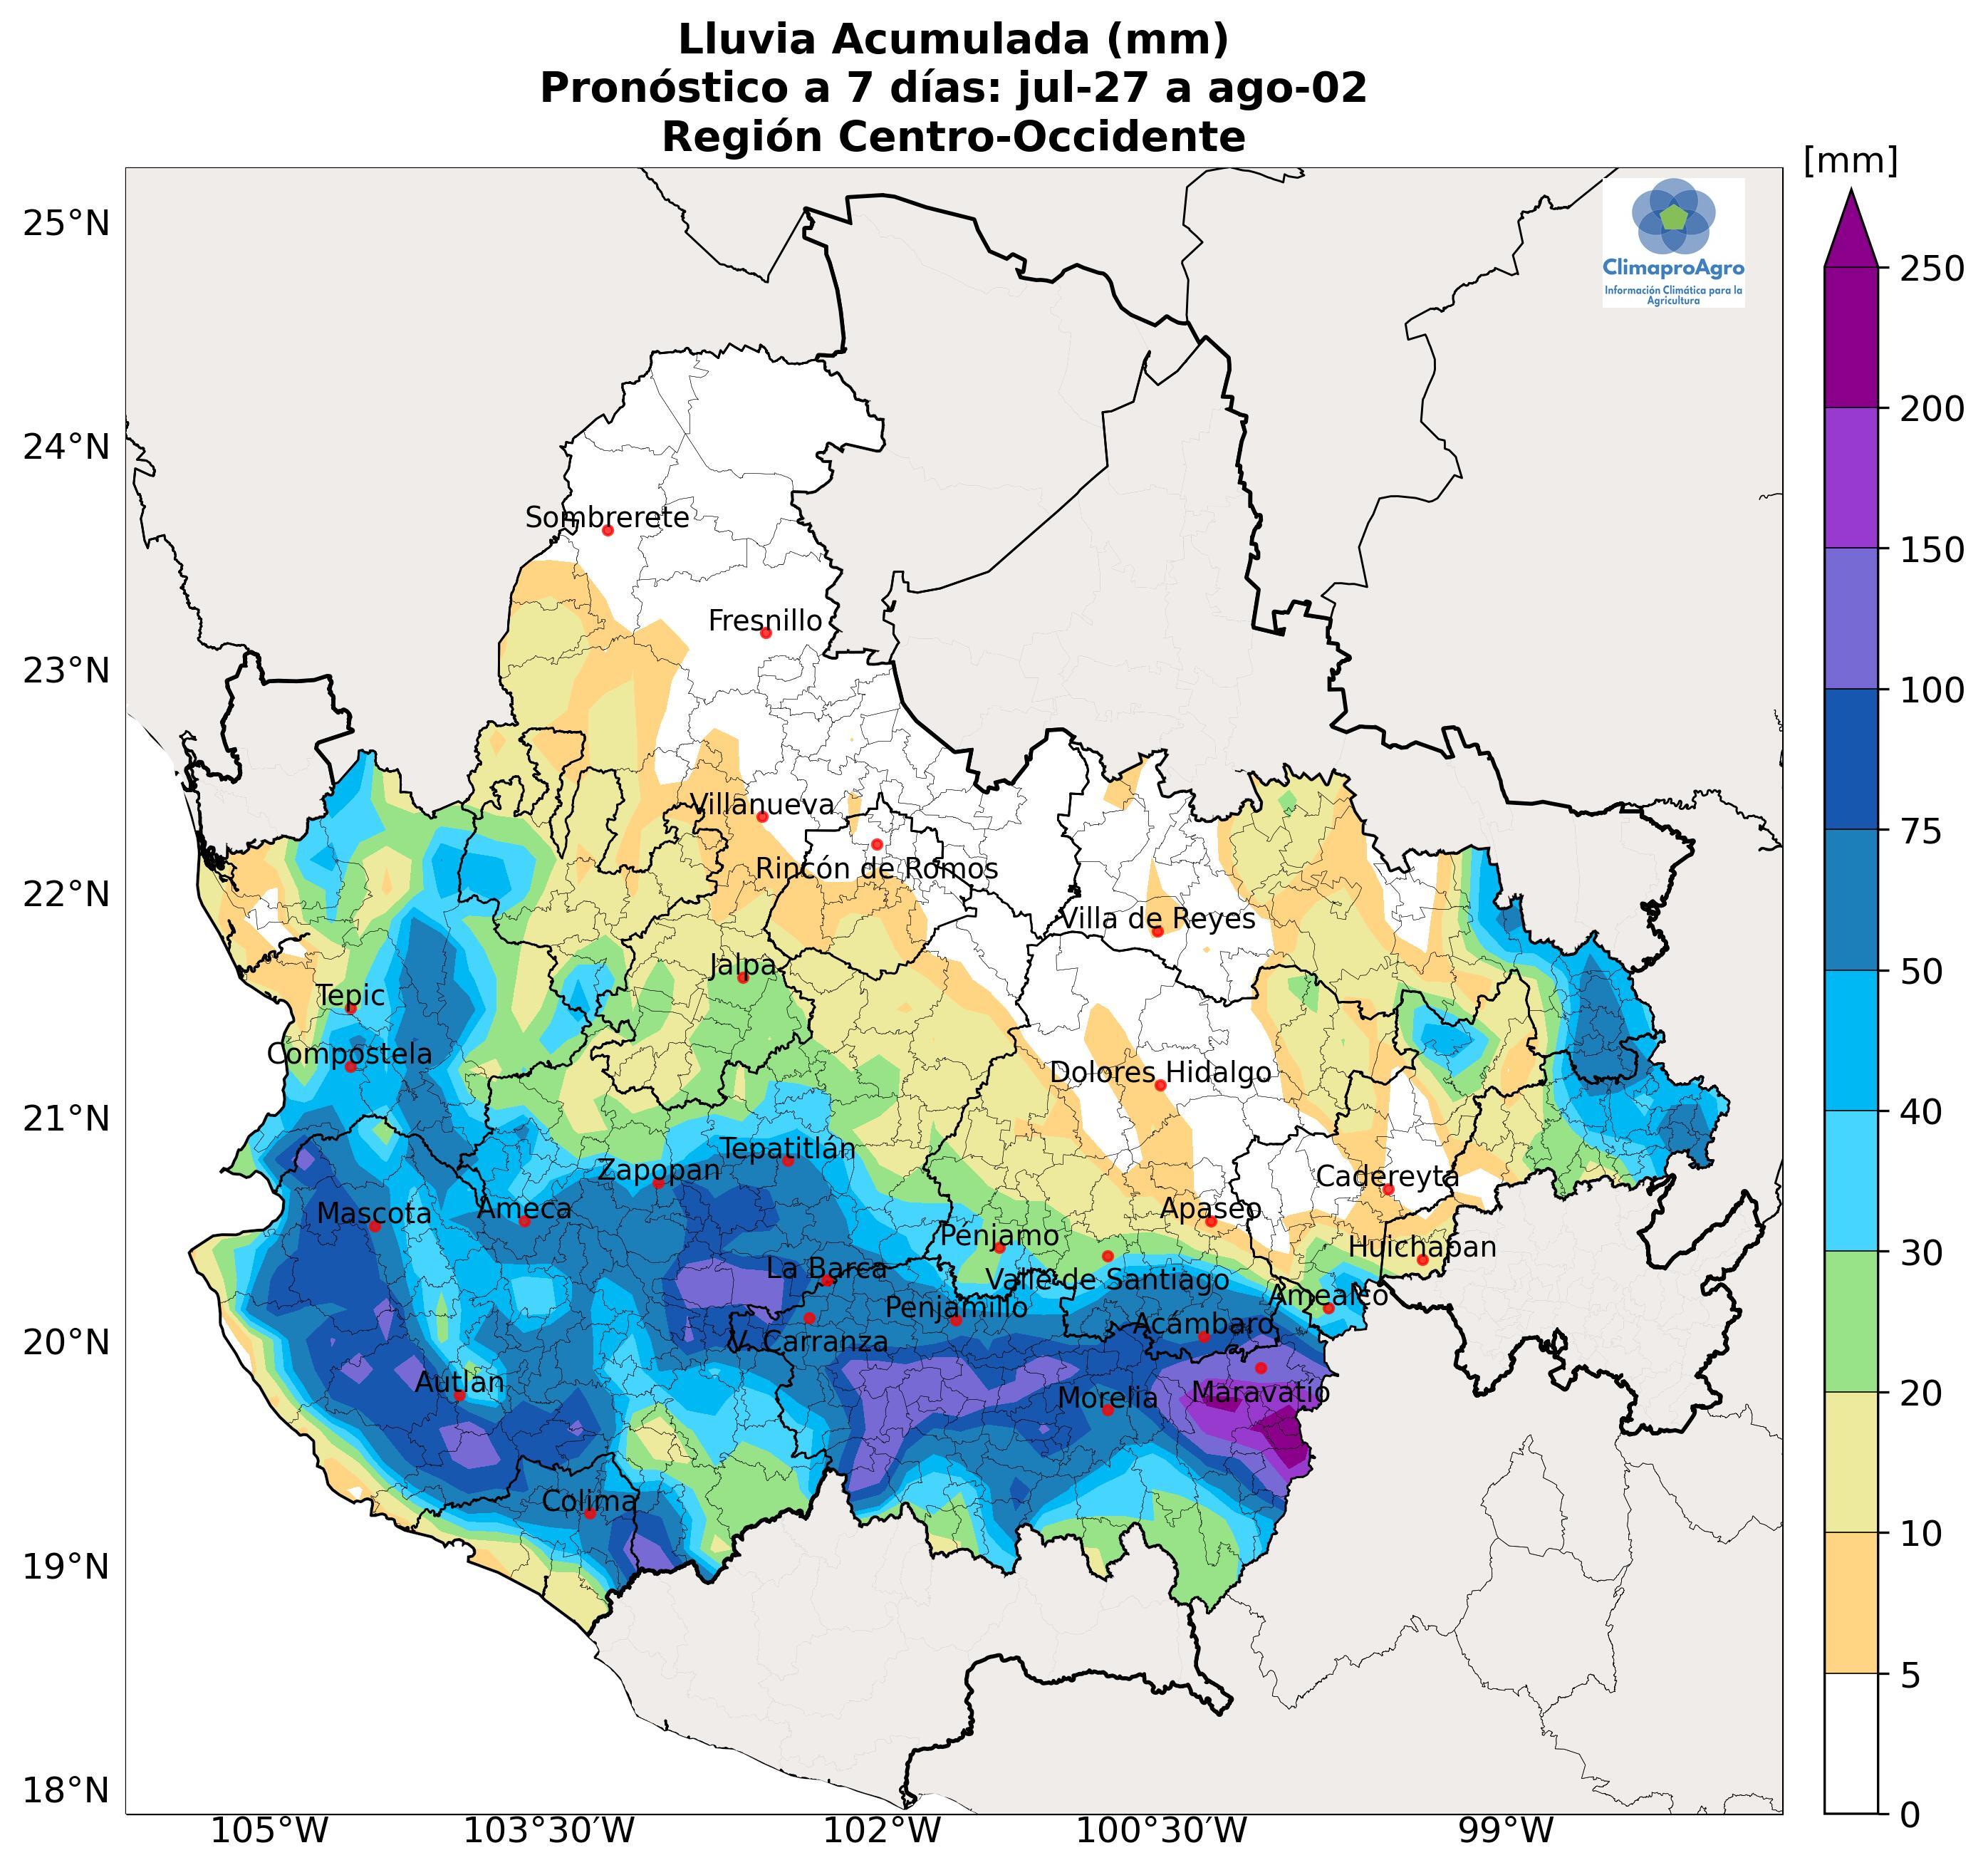 Lluvia Acumulada (mm)
Pronóstico a 7 días: jul-27 a ago-02
Región Centro-Occidente
[mm]
25°N
ClimaproAgro
Información Climática para la
Agricultura
250
200
24°N
150
Sombrerete
Fresnillo
23°N
100
Villanueva
75
Rincón de Romos
22°N
Villa de Reyes
Jalpa
50
Tepic
Compostela
Dolores Hidalgo
21°N
40
Tepatitlán
Zapopan
Cadereyta
Ameca
Mascota
Apaseo
Penjamo
Huichapan
30
La Barca
Valle de Santiago
Amealco
Penjamillo
Acámbaro
20°N
V. Carranza
Autlan
Maravatío
20
Morelia
Colima
10
19°N
5
18°N
0
105°W
103°30'W
102°W
100°30'W
99°W